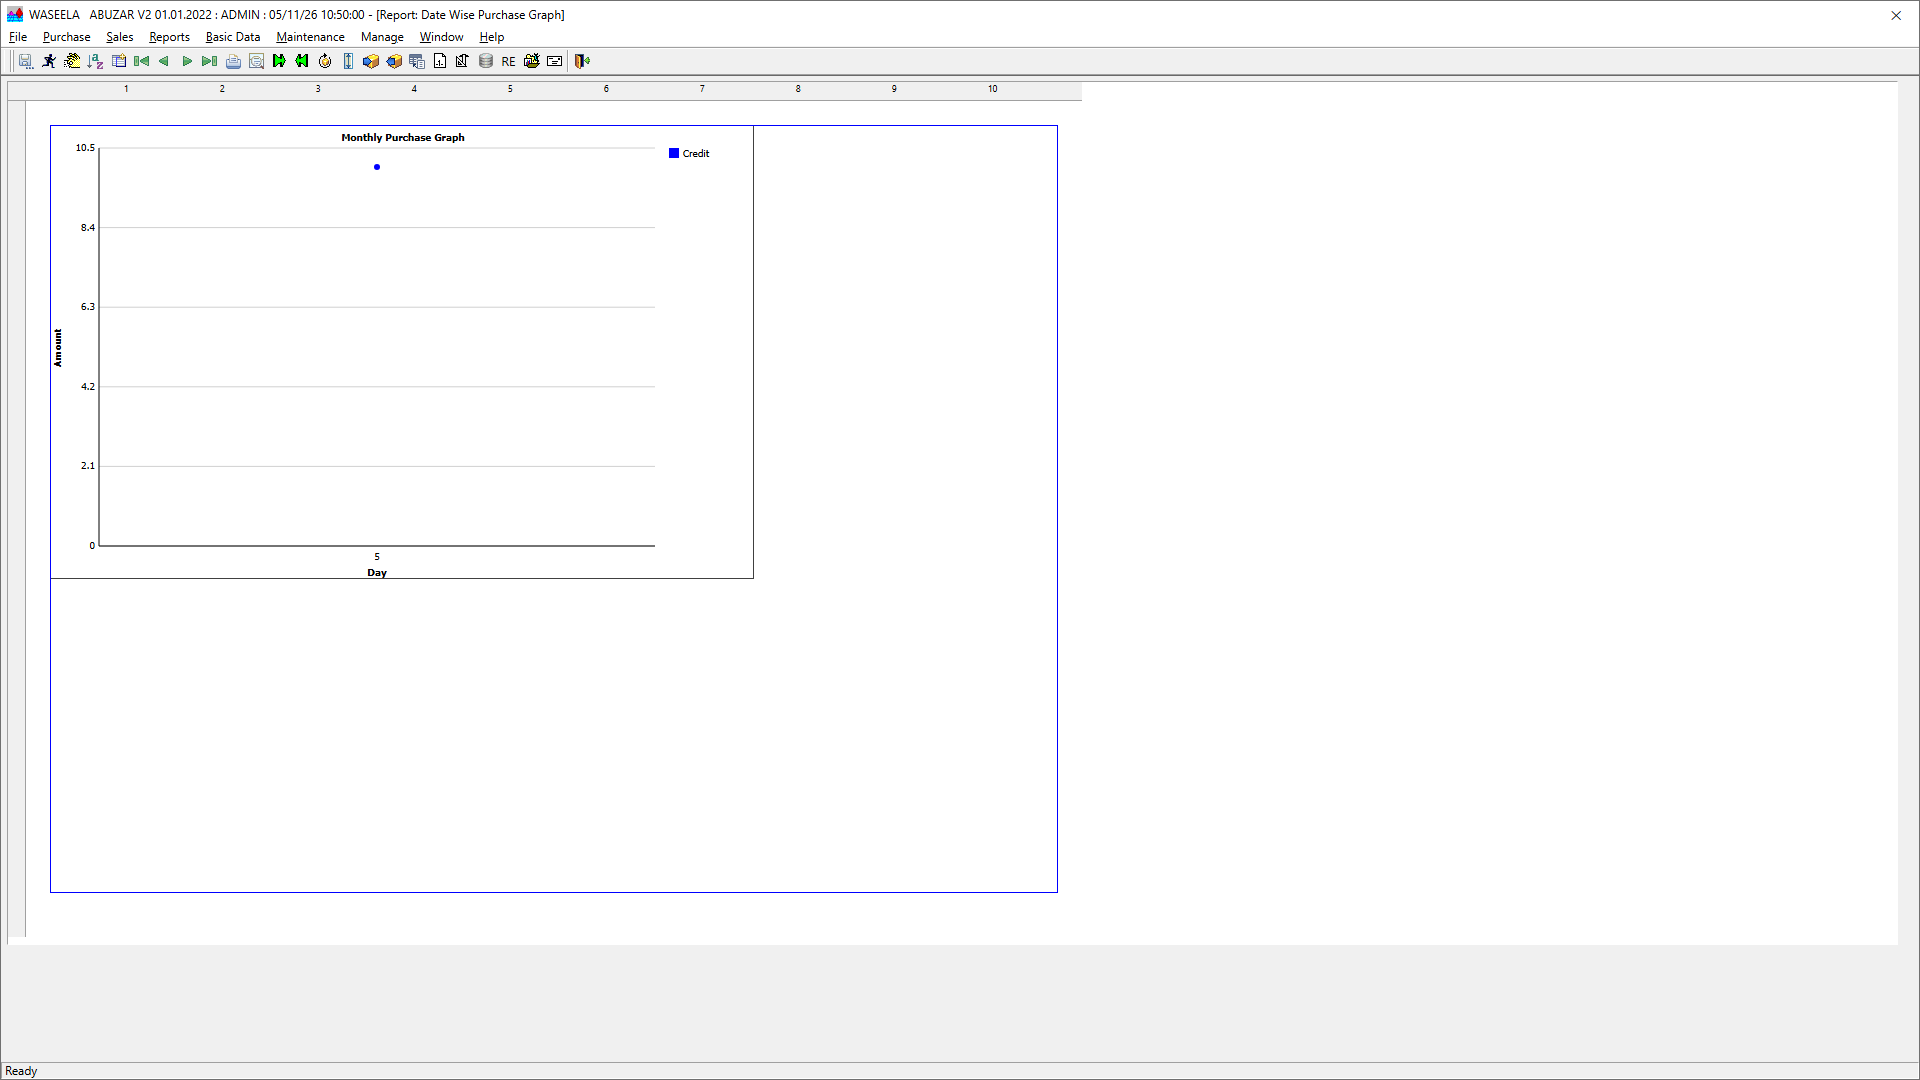 WASEELA   ABUZAR V2 01.01.2022 : ADMIN : 05/11/26 10:50:00 - [Report: Date Wise Purchase Graph]
File Purchase Sales Reports Basic Data Maintenance Manage Window Help
RE
1 2 3 4 5 6 7 8 9 10
Monthly Purchase Graph
Credit
10.5
8.4
6.3
4.2
2.1
0
Amount
5
Day
Ready